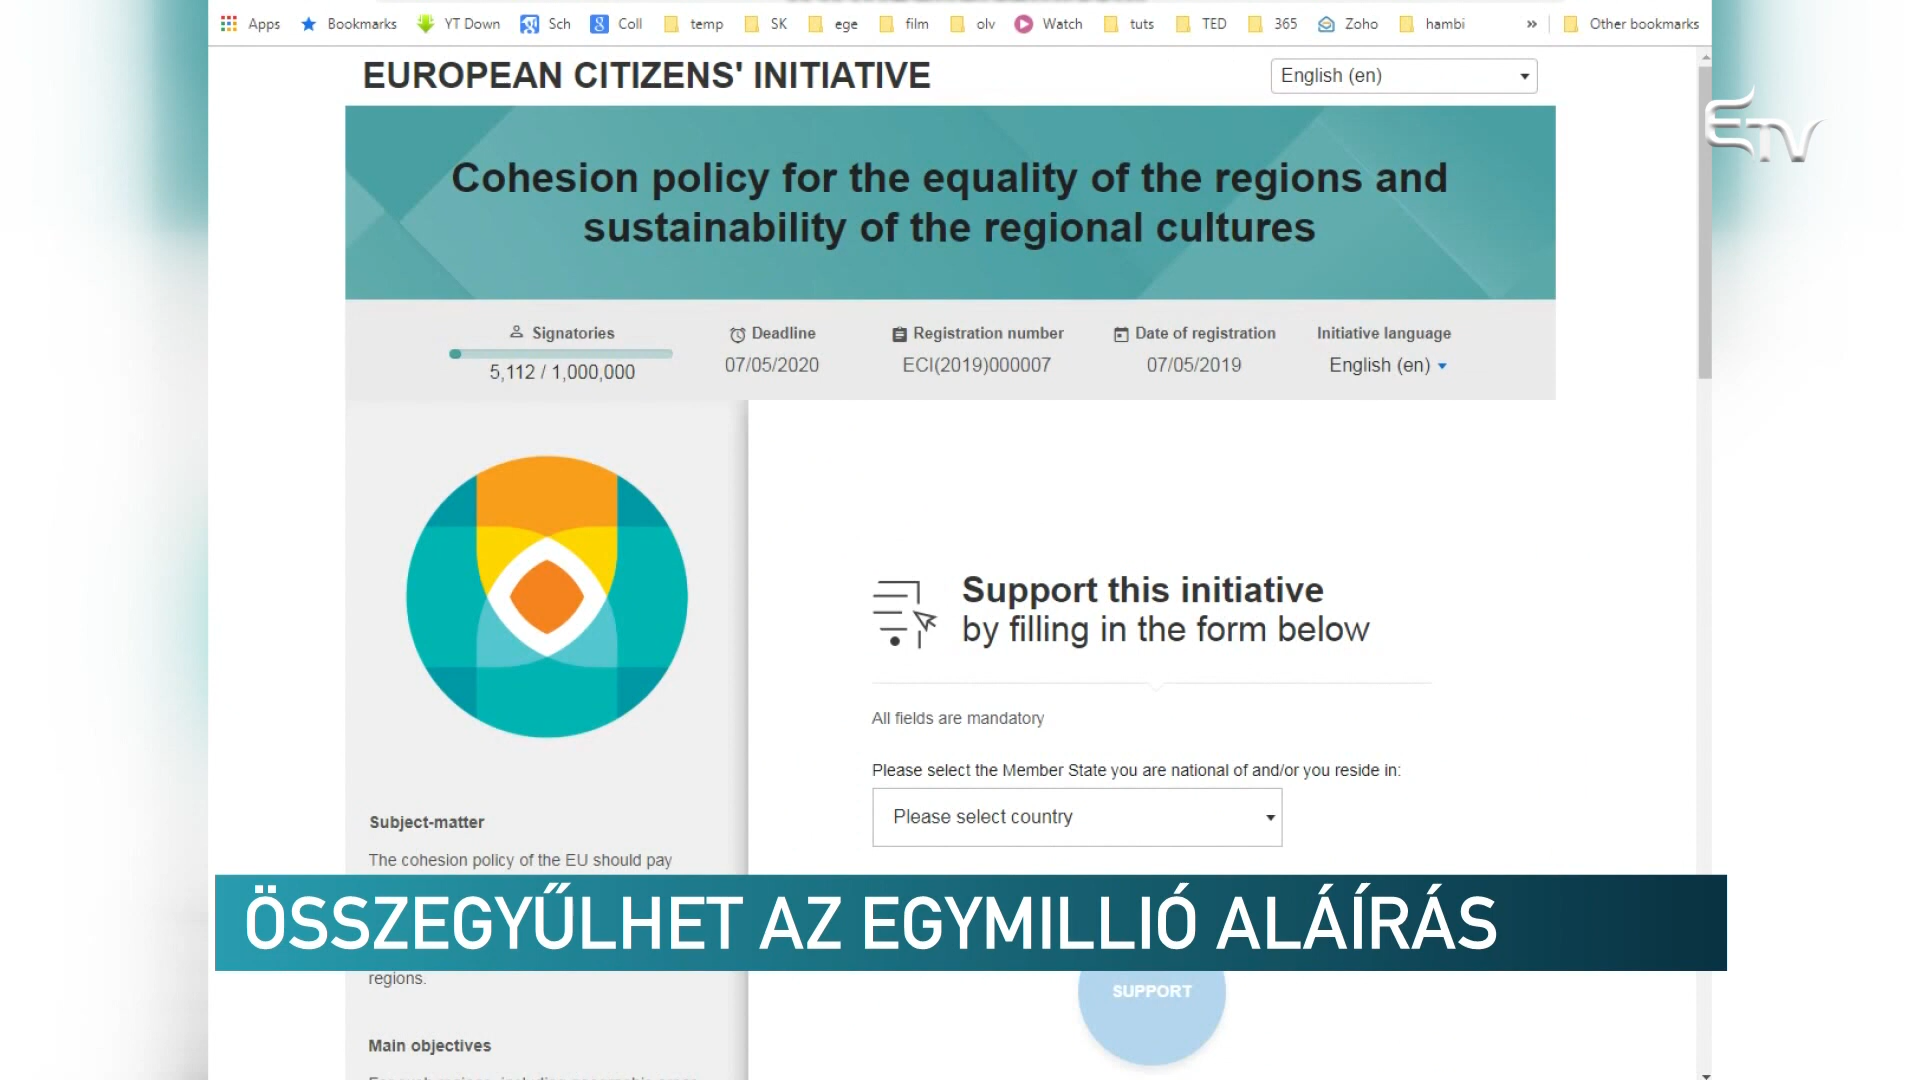 Apps Bookmarks YT Down Sch Coll temp SK ege film olv Watch tuts TED 365 Zoho hambi » Other bookmarks
EUROPEAN CITIZENS' INITIATIVE
English (en)
ETV
Cohesion policy for the equality of the regions and
sustainability of the regional cultures
Signatories Deadline Registration number Date of registration Initiative language
5,112 / 1,000,000 07/05/2020 ECI(2019)000007 07/05/2019 English (en)
Support this initiative
by filling in the form below
All fields are mandatory
Please select the Member State you are national of and/or you reside in:
Please select country
Subject-matter
The cohesion policy of the EU should pay
ÖSSZEGYŰLHET AZ EGYMILLIÓ ALÁÍRÁS
regions.
SUPPORT
Main objectives